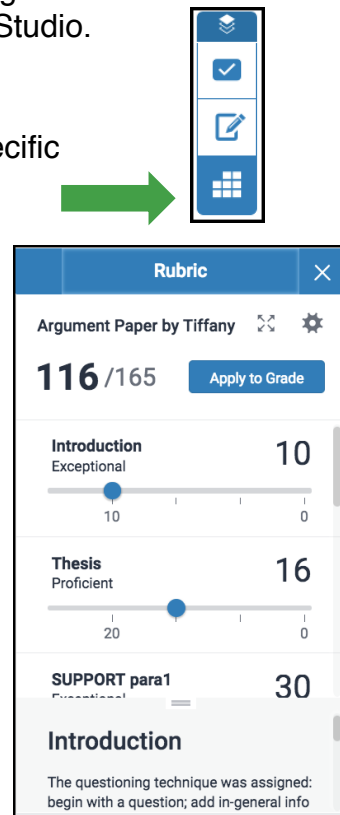 Studio.
Rubric
Argument Paper by Tiffany
116 /165 Apply to Grade
Introduction 10
Exceptional
10 0
Thesis 16
Proficient
20 0
SUPPORT para1 30
Exceptional
Introduction
The questioning technique was assigned:
begin with a question; add in-general info